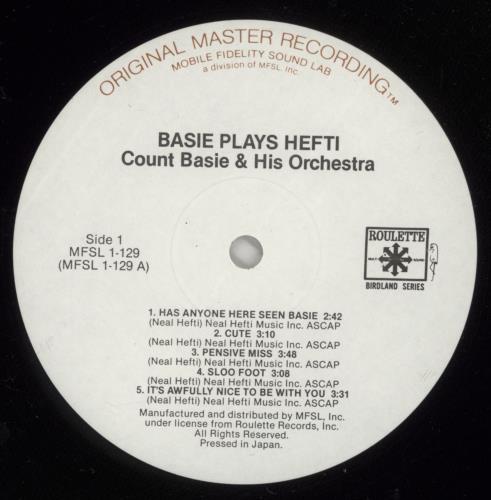 ORIGINAL MASTER RECORDING™
MOBILE FIDELITY SOUND LAB
a division of MFSL, Inc.
BASIE PLAYS HEFTI
Count Basie & His Orchestra
Side 1
MFSL 1-129
(MFSL 1-129 A)
ROULETTE
BIRDLAND SERIES
1. HAS ANYONE HERE SEEN BASIE 2:42
(Neal Hefti) Neal Hefti Music Inc. ASCAP
2. CUTE 3:10
(Neal Hefti) Neal Hefti Music Inc. ASCAP
3. PENSIVE MISS 3:48
(Neal Hefti) Neal Hefti Music Inc. ASCAP
4. SLOO FOOT 3:08
(Neal Hefti) Neal Hefti Music Inc. ASCAP
5. IT'S AWFULLY NICE TO BE WITH YOU 3:31
(Neal Hefti) Neal Hefti Music Inc. ASCAP
Manufactured and distributed by MFSL, Inc.
under license from Roulette Records, Inc.
All Rights Reserved.
Pressed in Japan.